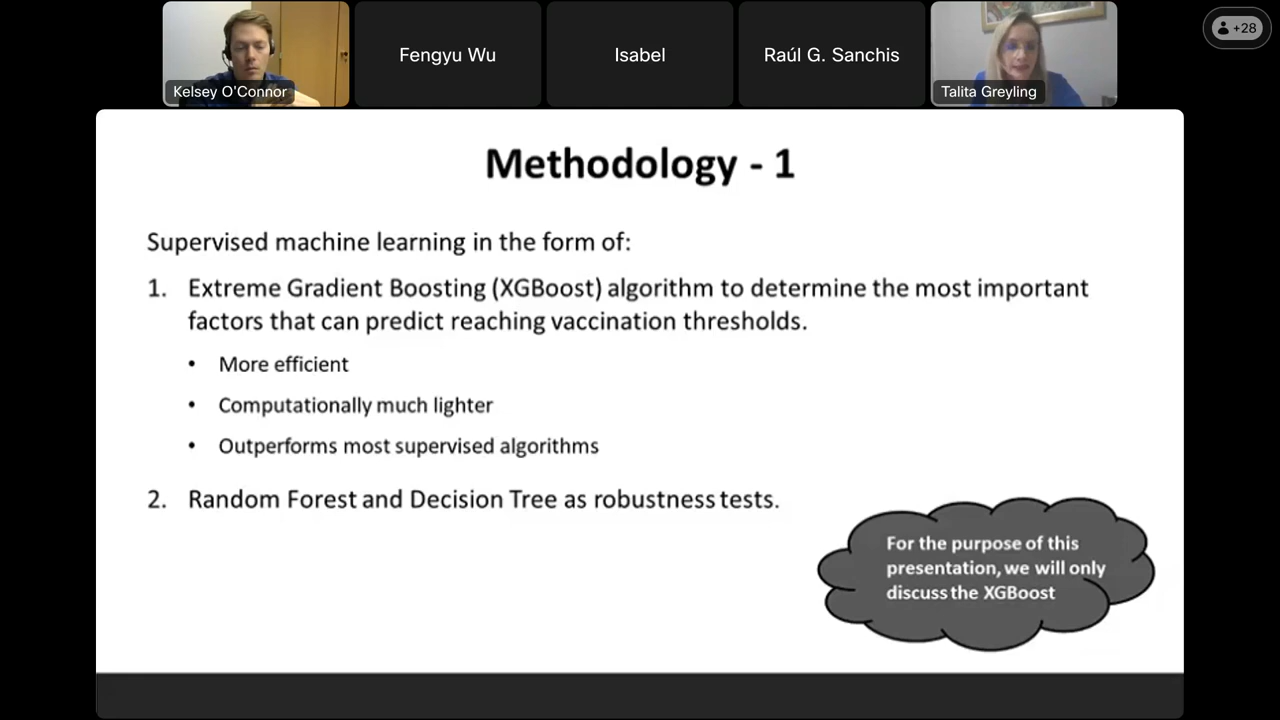 Fengyu Wu
Isabel
Raúl G. Sanchis
+28
Kelsey O'Connor
Talita Greyling
Methodology - 1
Supervised machine learning in the form of:
1. Extreme Gradient Boosting (XGBoost) algorithm to determine the most important
factors that can predict reaching vaccination thresholds.
• More efficient
• Computationally much lighter
• Outperforms most supervised algorithms
2. Random Forest and Decision Tree as robustness tests.
For the purpose of this
presentation, we will only
discuss the XGBoost